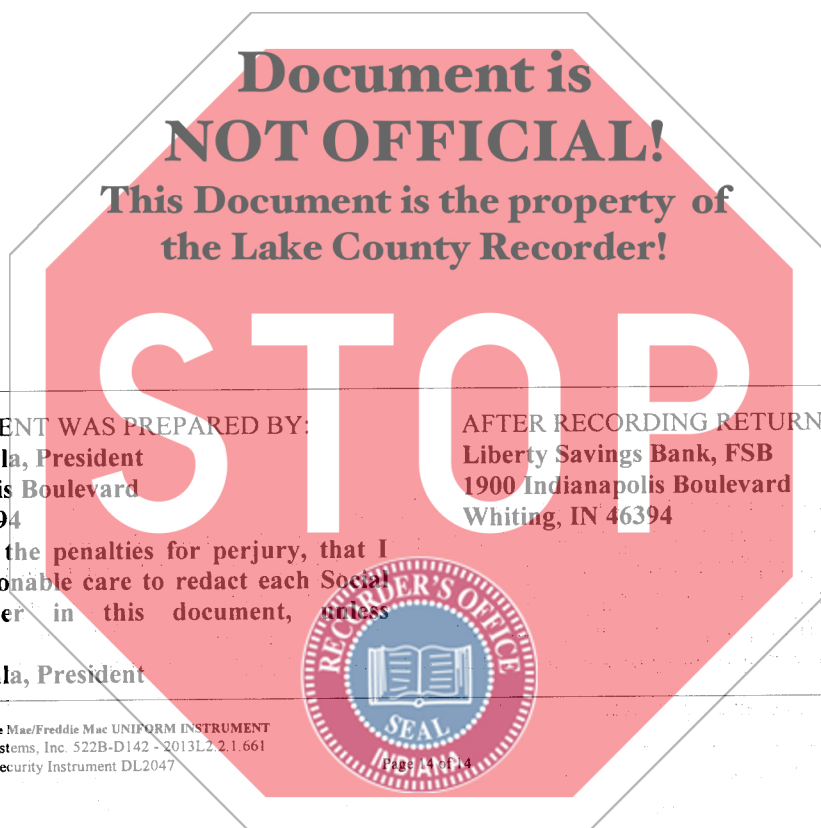 Document is
NOT OFFICIAL!
This Document is the property of
the Lake County Recorder!
STOP
ENT WAS PREPARED BY:
la, President
is Boulevard
94
the penalties for perjury, that I
onable care to redact each Social
er in this document, unless
la, President
AFTER RECORDING RETURN
Liberty Savings Bank, FSB
1900 Indianapolis Boulevard
Whiting, IN 46394
RECORDER'S OFFICE
SEAL
INDIANA
e Mae/Freddie Mac UNIFORM INSTRUMENT
stems, Inc. 522B-D142 - 2013L2.2.1.661
ecurity Instrument DL2047
Page 14 of 14